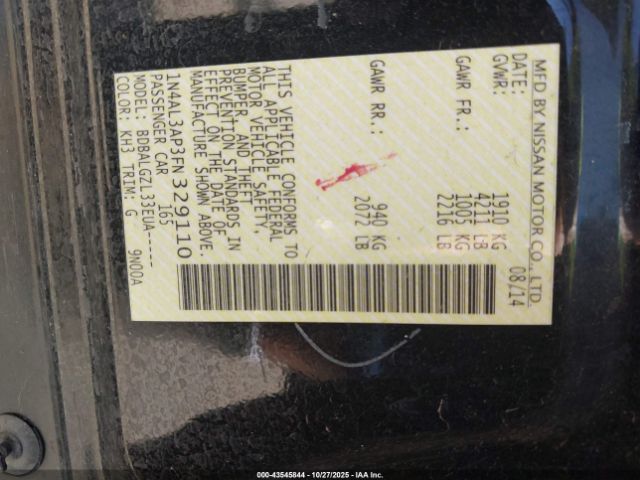 MFD BY NISSAN MOTOR CO., LTD.
DATE: 08/14
GVWR: 1910 KG
4211 LB
GAWR FR.: 1005 KG
2216 LB
GAWR RR.: 940 KG
2072 LB
THIS VEHICLE CONFORMS TO
ALL APPLICABLE FEDERAL
MOTOR VEHICLE SAFETY,
BUMPER, AND THEFT
PREVENTION STANDARDS IN
EFFECT ON THE DATE OF
MANUFACTURE SHOWN ABOVE.
1N4AL3AP3FN329110
PASSENGER CAR 165
MODEL: BDBALGZL33EUA-----
COLOR: KH3 TRIM: G 9N00A
000-43545844 | 10/27/2025 | IAA Inc.